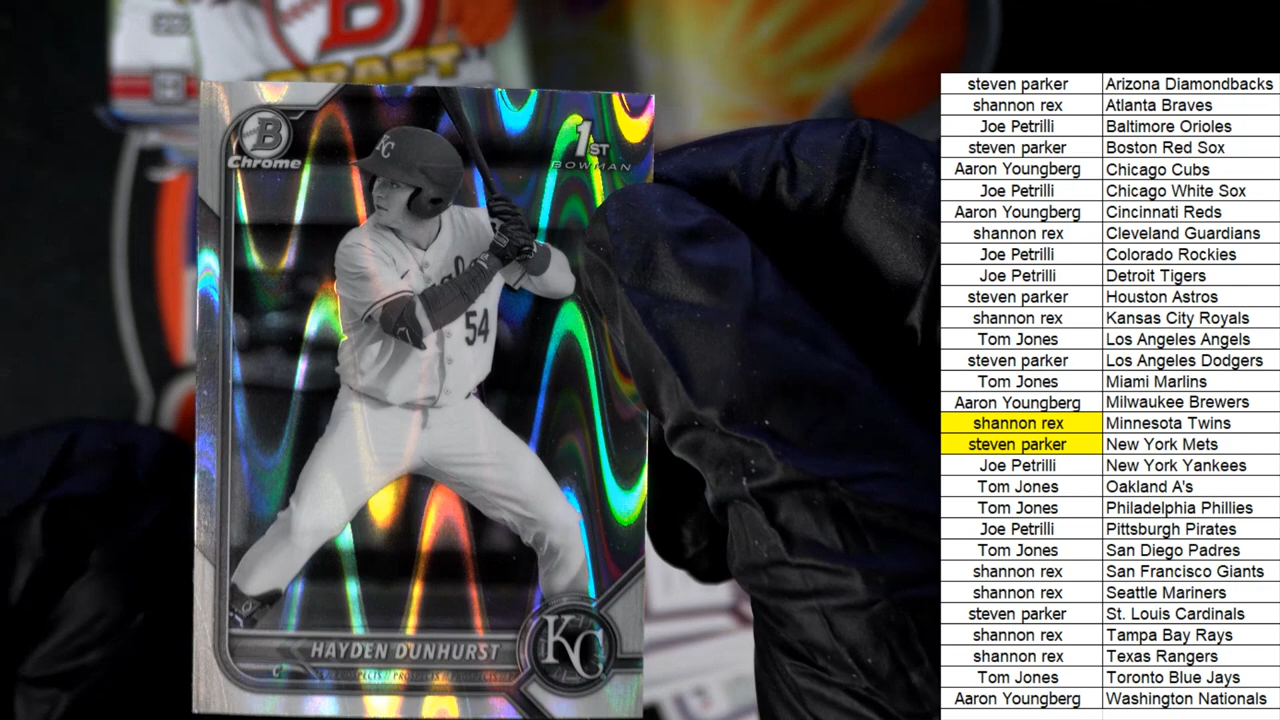 B
DRAFT
B
Chrome
1ST
BOWMAN
KC
54
HAYDEN DUNHURST
C
PROSPECTS // PROSPECTS // PROSPECTS
KC
steven parker Arizona Diamondbacks
shannon rex Atlanta Braves
Joe Petrilli Baltimore Orioles
steven parker Boston Red Sox
Aaron Youngberg Chicago Cubs
Joe Petrilli Chicago White Sox
Aaron Youngberg Cincinnati Reds
shannon rex Cleveland Guardians
Joe Petrilli Colorado Rockies
Joe Petrilli Detroit Tigers
steven parker Houston Astros
shannon rex Kansas City Royals
Tom Jones Los Angeles Angels
steven parker Los Angeles Dodgers
Tom Jones Miami Marlins
Aaron Youngberg Milwaukee Brewers
shannon rex Minnesota Twins
steven parker New York Mets
Joe Petrilli New York Yankees
Tom Jones Oakland A's
Tom Jones Philadelphia Phillies
Joe Petrilli Pittsburgh Pirates
Tom Jones San Diego Padres
shannon rex San Francisco Giants
shannon rex Seattle Mariners
steven parker St. Louis Cardinals
shannon rex Tampa Bay Rays
shannon rex Texas Rangers
Tom Jones Toronto Blue Jays
Aaron Youngberg Washington Nationals